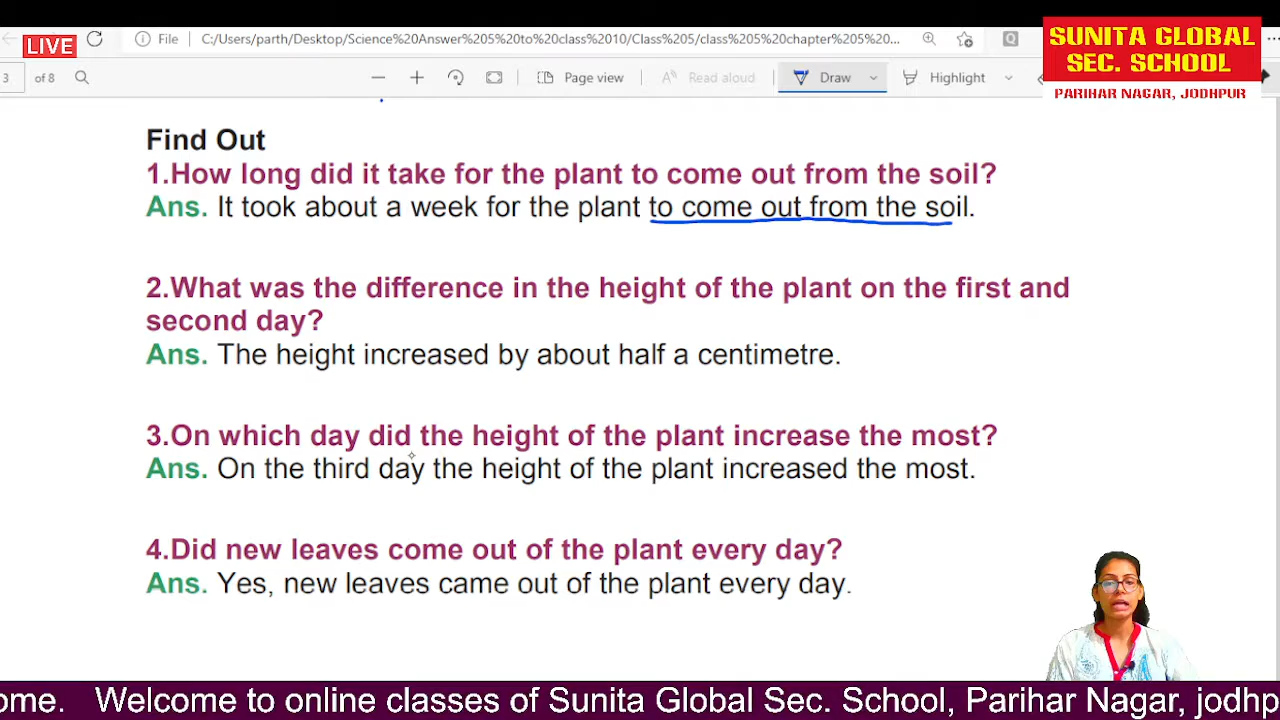 LIVE
File
C:/Users/parth/Desktop/Science%20Answer%205%20to%20class%2010/Class%205/class%205%20chapter%205%20...
SUNITA GLOBAL
SEC. SCHOOL
PARIHAR NAGAR, JODHPUR
3 of 8
Page view
Read aloud
Draw
Highlight
Find Out
1.How long did it take for the plant to come out from the soil?
Ans. It took about a week for the plant to come out from the soil.
2.What was the difference in the height of the plant on the first and
second day?
Ans. The height increased by about half a centimetre.
3.On which day did the height of the plant increase the most?
Ans. On the third day the height of the plant increased the most.
4.Did new leaves come out of the plant every day?
Ans. Yes, new leaves came out of the plant every day.
ome. Welcome to online classes of Sunita Global Sec. School, Parihar Nagar, jodhp